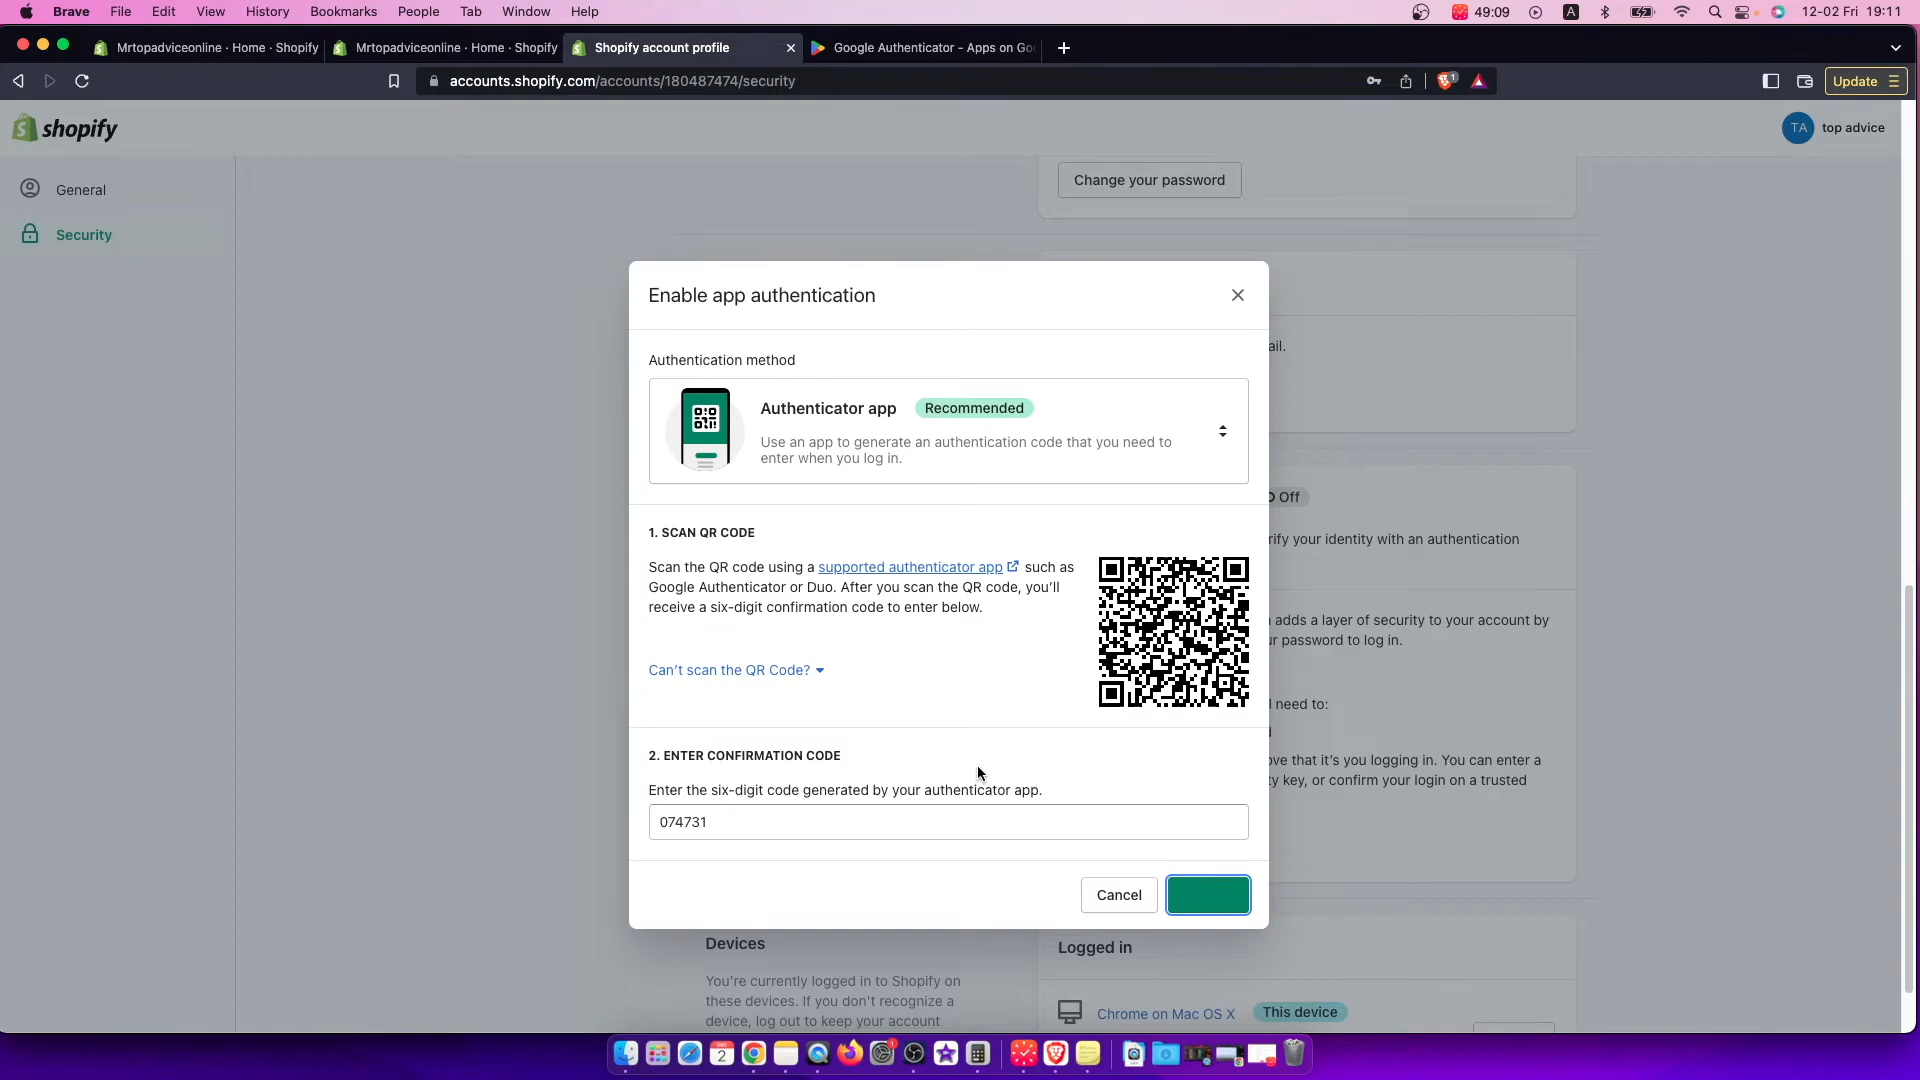 Brave File Edit View History Bookmarks People Tab Window Help 49:09 A 12-02 Fri 19:11
Mrtopadviceonline · Home · Shopify
Mrtopadviceonline · Home · Shopify
Shopify account profile
Google Authenticator - Apps on Go
accounts.shopify.com/accounts/180487474/security
1
Update
shopify
TA top advice
General
Security
Change your password
ail.
Off
rify your identity with an authentication
adds a layer of security to your account by
r password to log in.
need to:
ve that it's you logging in. You can enter a
y key, or confirm your login on a trusted
Enable app authentication
Authentication method
Authenticator app Recommended
Use an app to generate an authentication code that you need to
enter when you log in.
1. SCAN QR CODE
Scan the QR code using a supported authenticator app such as
Google Authenticator or Duo. After you scan the QR code, you'll
receive a six-digit confirmation code to enter below.
Can't scan the QR Code?
2. ENTER CONFIRMATION CODE
Enter the six-digit code generated by your authenticator app.
074731
Cancel
Devices
You're currently logged in to Shopify on
these devices. If you don't recognize a
device, log out to keep your account
Logged in
Chrome on Mac OS X This device
2
1